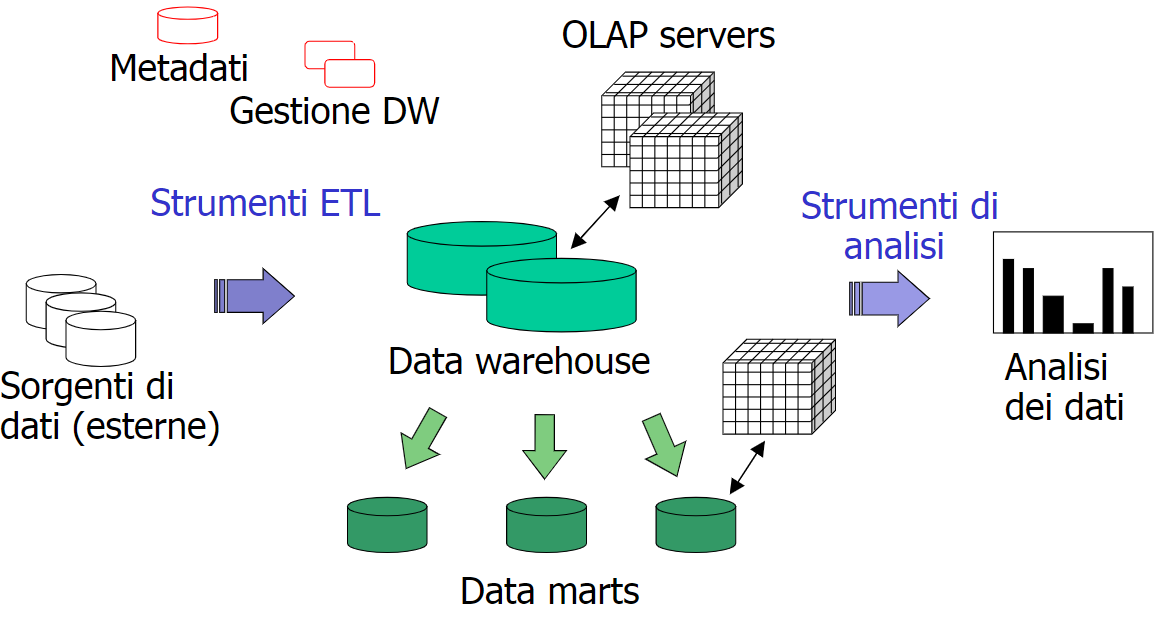 OLAP servers
Metadati
Gestione DW
Strumenti ETL
Strumenti di
analisi
Data warehouse
Sorgenti di
dati (esterne)
Analisi
dei dati
Data marts